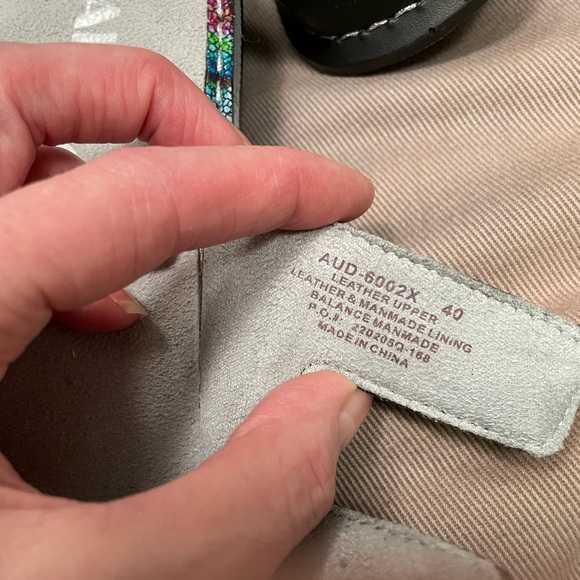 AUD-6002X 40
LEATHER UPPER
LEATHER & MANMADE LINING
BALANCE MANMADE
P.O.#: 220205Q-168
MADE IN CHINA